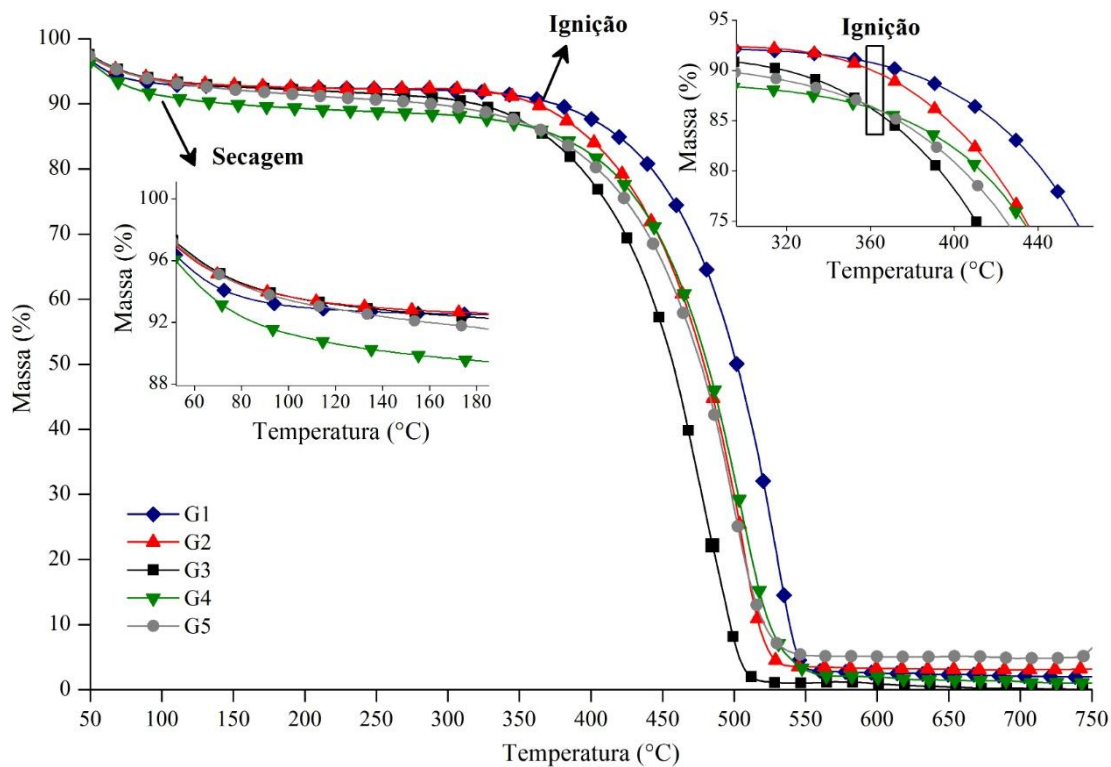 100
90
80
70
60
50
40
30
20
10
0
Massa (%)
50
100
150
200
250
300
350
400
450
500
550
600
650
700
750
Temperatura (°C)
Secagem
Ignição
100
96
92
88
Massa (%)
60 80 100 120 140 160 180
Temperatura (°C)
Ignição
95
90
85
80
75
Massa (%)
320 360 400 440
Temperatura (°C)
G1
G2
G3
G4
G5